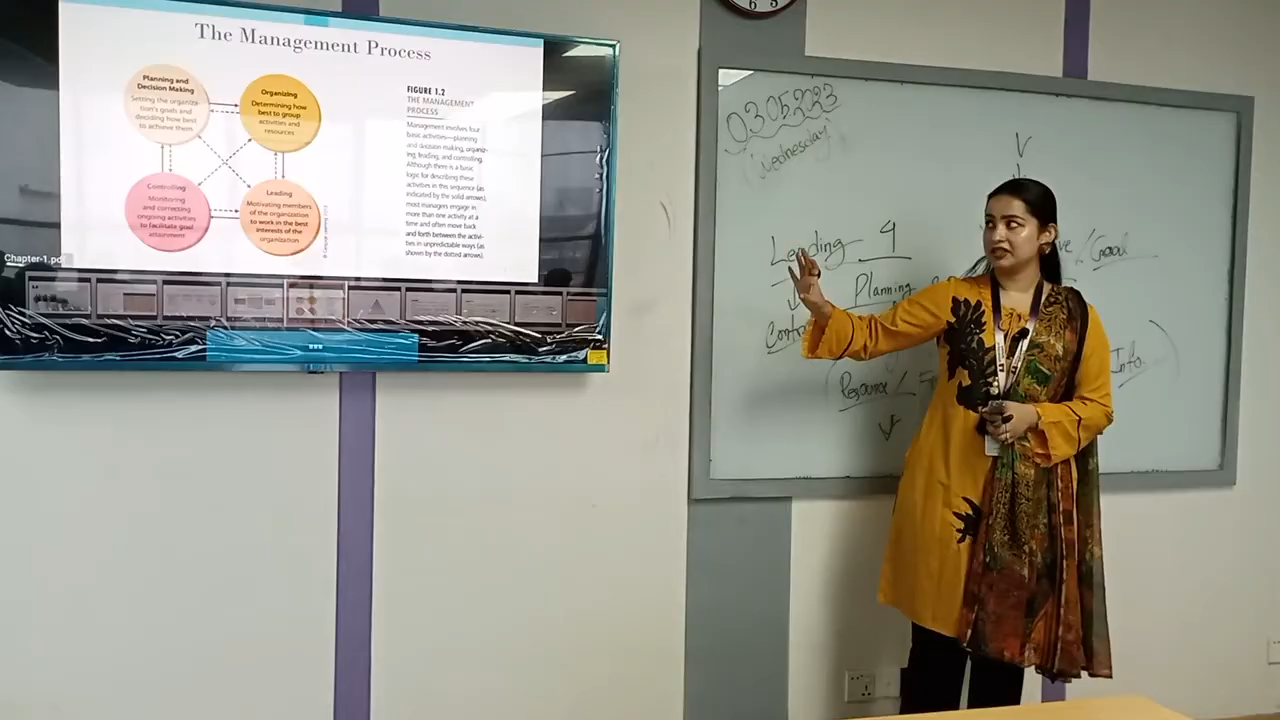 The Management Process
Planning and
Decision Making
Setting the organiza-
tion's goals and
deciding how best
to achieve them
Organizing
Determining how
best to group
activities and
resources
Controlling
Monitoring
and correcting
ongoing activities
to facilitate goal
attainment
Leading
Motivating members
of the organization
to work in the best
interests of the
organization
FIGURE 1.2
THE MANAGEMENT
PROCESS
Management involves four
basic activities—planning
and decision making, organiz-
ing, leading, and controlling.
Although there is a basic
logic for describing these
activities in this sequence (as
indicated by the solid arrows),
most managers engage in
more than one activity at a
time and often move back
and forth between the activi-
ties in unpredictable ways (as
shown by the dotted arrows).
Chapter-1.pdf
03.05.2023
Wednesday
Leading 4
Planning
/ Goal
Info.
Resource /